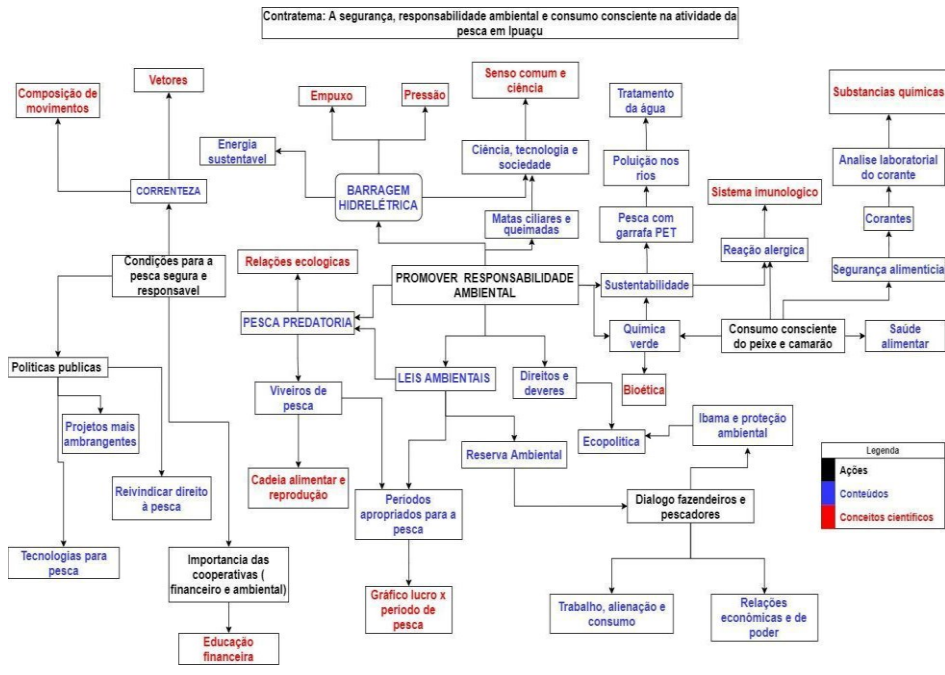 Contratema: A segurança, responsabilidade ambiental e consumo consciente na atividade da
pesca em Ipuaçu
Composição de
movimentos
Vetores
Empuxo
Pressão
Senso comum e
ciência
Tratamento
da água
Substancias quimicas
Energia
sustentavel
Ciência, tecnologia e
sociedade
Poluição nos
rios
Analise laboratorial
do corante
CORRENTEZA
BARRAGEM
HIDRELÉTRICA
Sistema imunologico
Matas ciliares e
queimadas
Pesca com
garrafa PET
Corantes
Reação alergica
Condições para a
pesca segura e
responsavel
Relações ecologicas
PROMOVER RESPONSABILIDADE
AMBIENTAL
Sustentabilidade
Segurança alimentícia
PESCA PREDATORIA
Química
verde
Consumo consciente
do peixe e camarão
Saúde
alimentar
Politicas publicas
Viveiros de
pesca
LEIS AMBIENTAIS
Direitos e
deveres
Bioética
Projetos mais
ambrangentes
Reserva Ambiental
Ecopolitica
Ibama e proteção
ambiental
Reivindicar direito
à pesca
Cadeia alimentar e
reprodução
Periodos
apropriados para a
pesca
Dialogo fazendeiros e
pescadores
Legenda
Ações
Conteúdos
Conceitos científicos
Tecnologias para
pesca
Importancia das
cooperativas (
financeiro e ambiental)
Gráfico lucro x
periodo de
pesca
Trabalho, alienação e
consumo
Relações
econômicas e de
poder
Educação
financeira